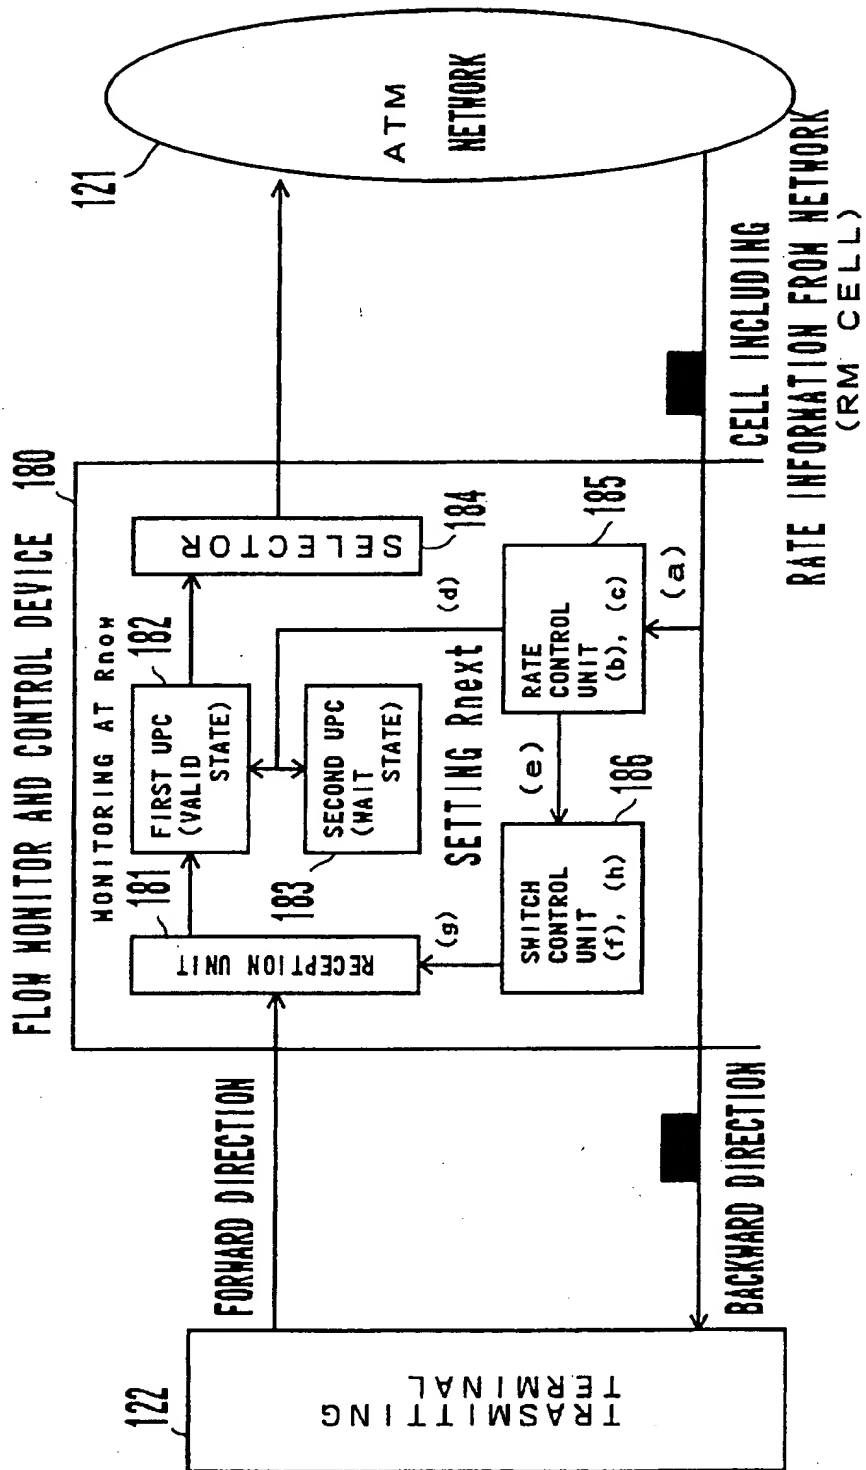 FLOW MONITOR AND CONTROL DEVICE 180
122
TRASMITTING
TERMINAL
FORWARD DIRECTION
BACKWARD DIRECTION
MONITORING AT Rnow
181
RECEPTION UNIT
182
FIRST UPC
(VALID
STATE)
183
SECOND UPC
(WAIT
STATE)
SELECTOR
184
(d)
SETTING Rnext
(g)
(e)
185
RATE
CONTROL
UNIT
(b), (c)
(a)
186
SWITCH
CONTROL
UNIT
(f), (h)
121
ATM
NETWORK
CELL INCLUDING
RATE INFORMATION FROM NETWORK
(RM CELL)